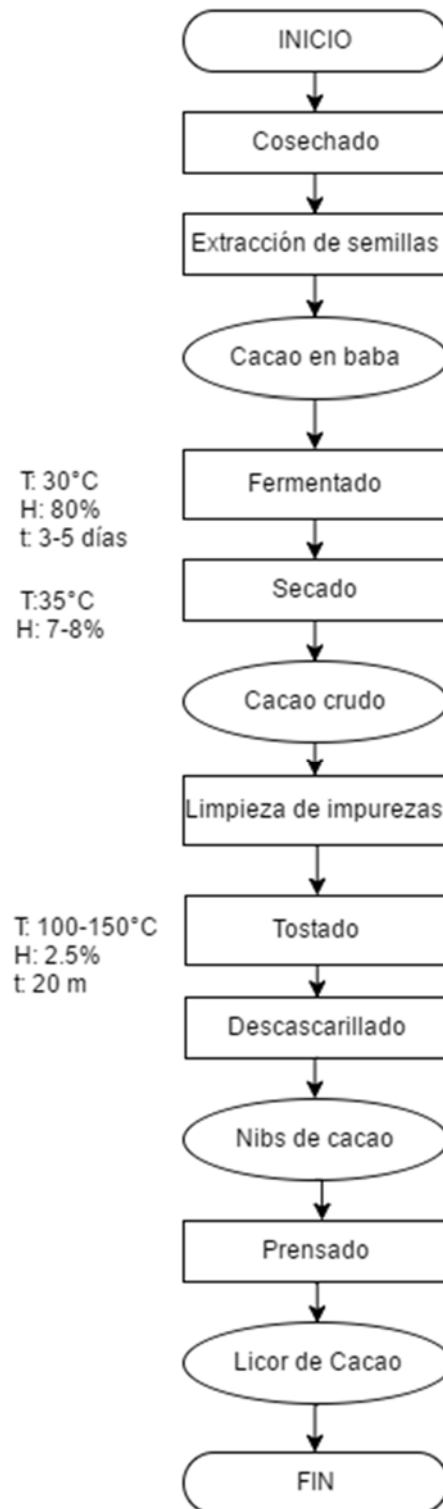 INICIO
Cosechado
Extracción de semillas
Cacao en baba
T: 30°C
H: 80%
t: 3-5 días
Fermentado
T:35°C
H: 7-8%
Secado
Cacao crudo
Limpieza de impurezas
T: 100-150°C
H: 2.5%
t: 20 m
Tostado
Descascarillado
Nibs de cacao
Prensado
Licor de Cacao
FIN